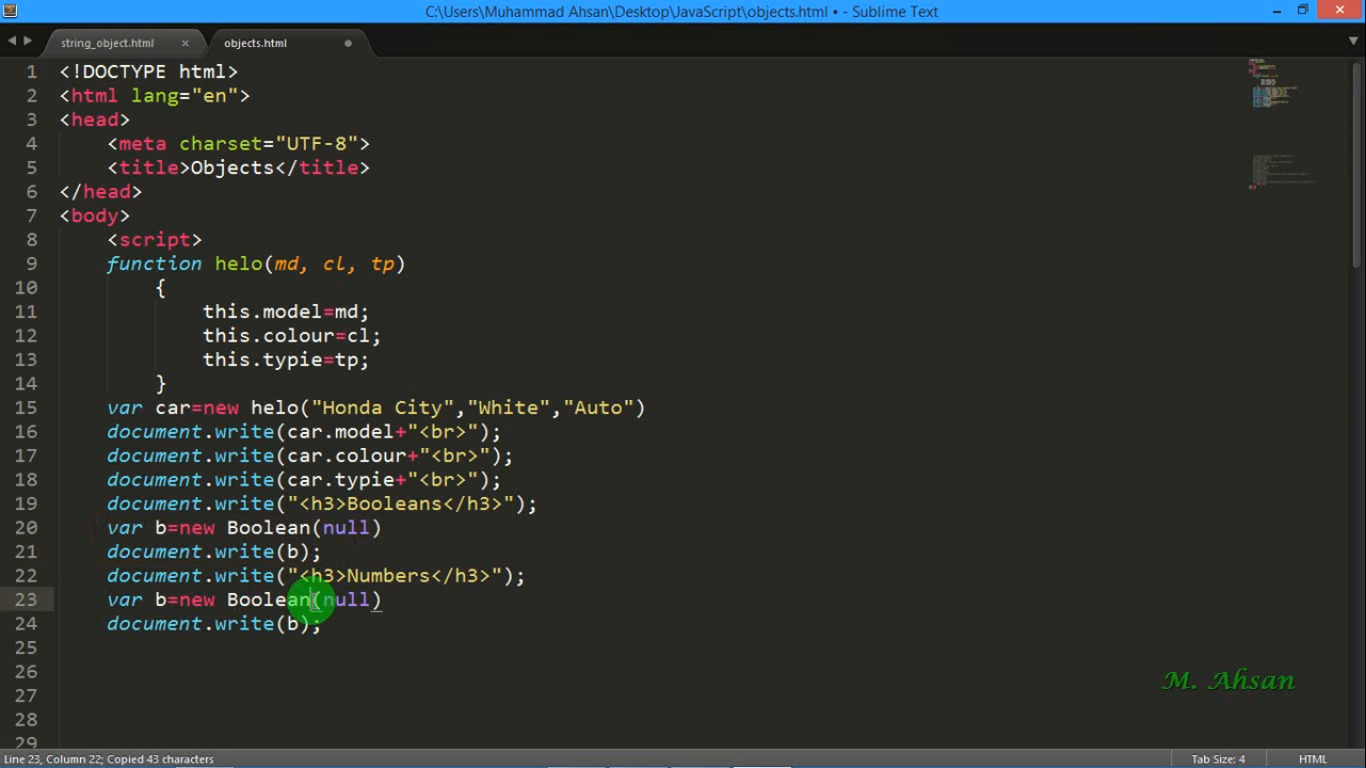 C:\Users\Muhammad Ahsan\Desktop\JavaScript\objects.html • - Sublime Text
string_object.html × objects.html
1 <!DOCTYPE html>
2 <html lang="en">
3 <head>
4 <meta charset="UTF-8">
5 <title>Objects</title>
6 </head>
7 <body>
8 <script>
9 function helo(md, cl, tp)
10 {
11 this.model=md;
12 this.colour=cl;
13 this.typie=tp;
14 }
15 var car=new helo("Honda City","White","Auto")
16 document.write(car.model+"<br>");
17 document.write(car.colour+"<br>");
18 document.write(car.typie+"<br>");
19 document.write("<h3>Booleans</h3>");
20 var b=new Boolean(null)
21 document.write(b);
22 document.write("<h3>Numbers</h3>");
23 var b=new Boolean(null)
24 document.write(b);
25
26
27
28
29
M. Ahsan
Line 23, Column 22; Copied 43 characters Tab Size: 4 HTML